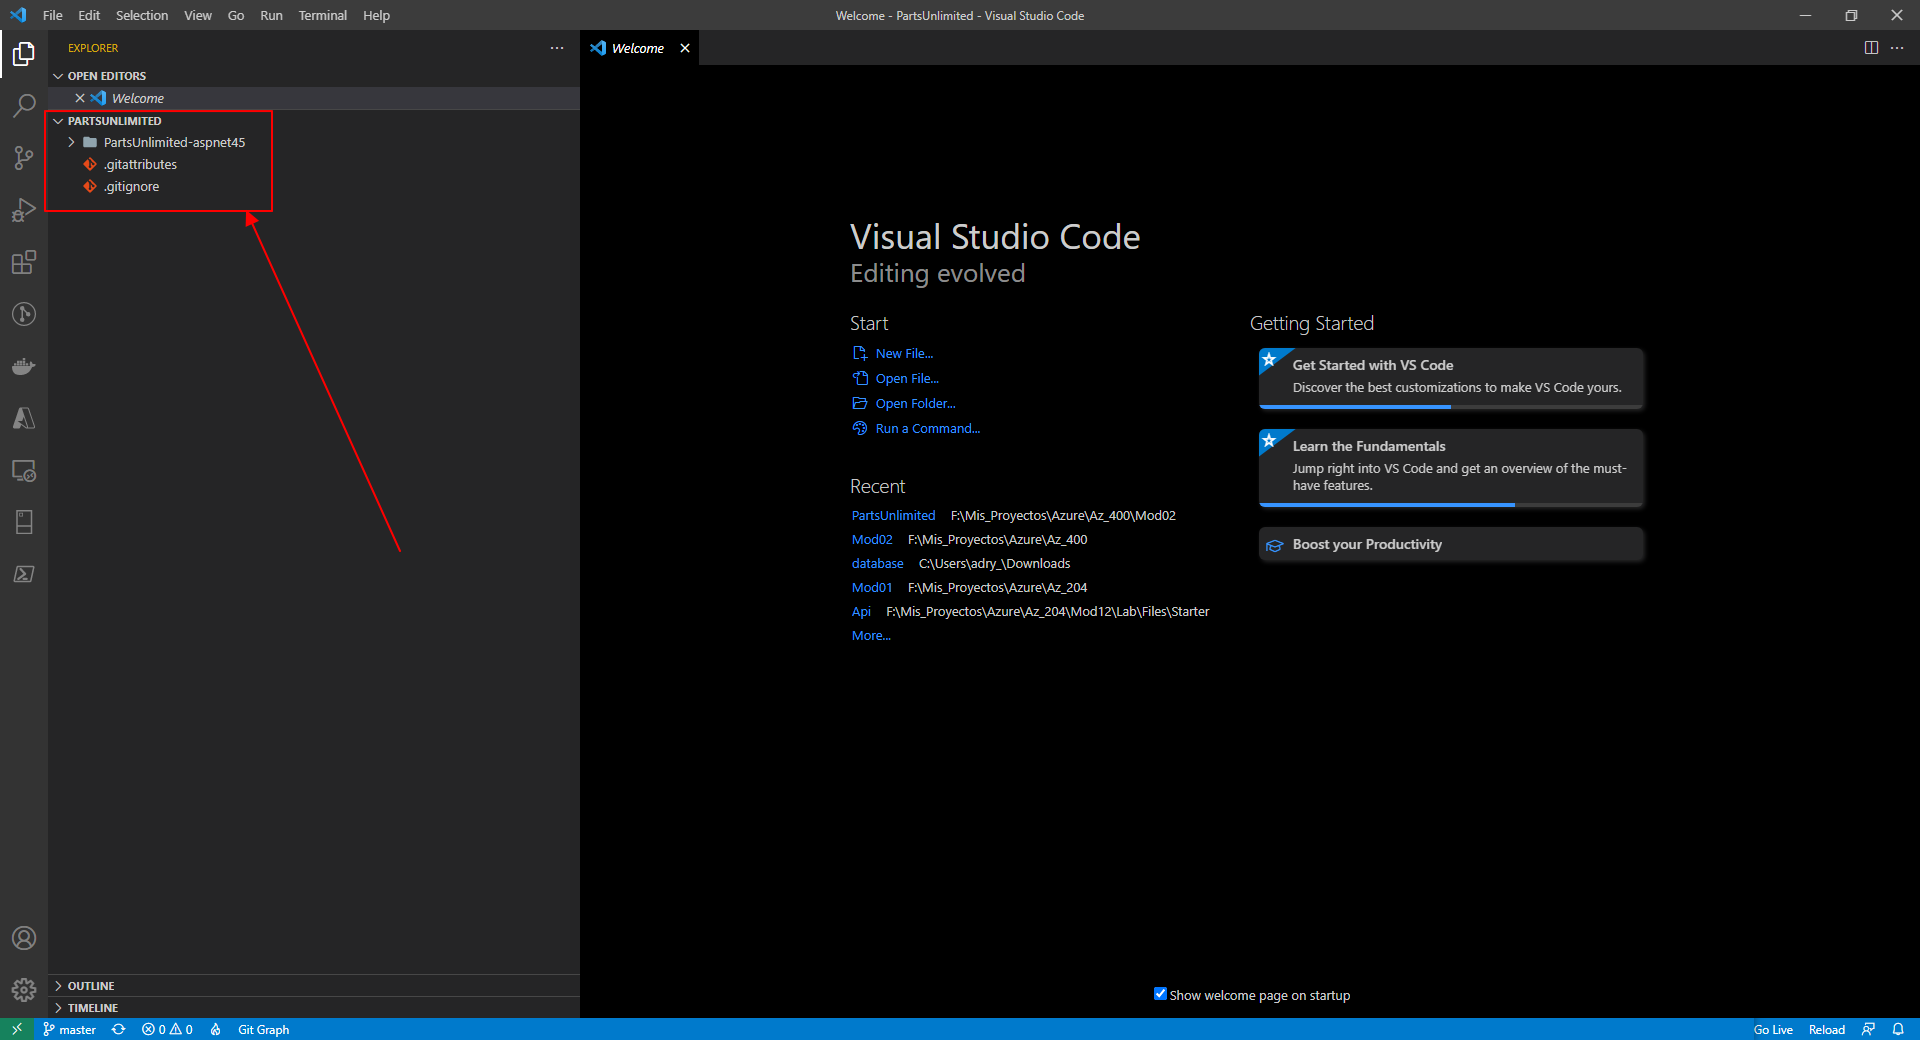 File Edit Selection View Go Run Terminal Help
Welcome - PartsUnlimited - Visual Studio Code
EXPLORER
OPEN EDITORS
Welcome
PARTSUNLIMITED
PartsUnlimited-aspnet45
.gitattributes
.gitignore
OUTLINE
TIMELINE
Welcome
Visual Studio Code
Editing evolved
Start
New File...
Open File...
Open Folder...
Run a Command...
Recent
PartsUnlimited F:\Mis_Proyectos\Azure\Az_400\Mod02
Mod02 F:\Mis_Proyectos\Azure\Az_400
database C:\Users\adry_\Downloads
Mod01 F:\Mis_Proyectos\Azure\Az_204
Api F:\Mis_Proyectos\Azure\Az_204\Mod12\Lab\Files\Starter
More...
Getting Started
Get Started with VS Code
Discover the best customizations to make VS Code yours.
Learn the Fundamentals
Jump right into VS Code and get an overview of the must-
have features.
Boost your Productivity
Show welcome page on startup
master 0 0 Git Graph
Go Live Reload